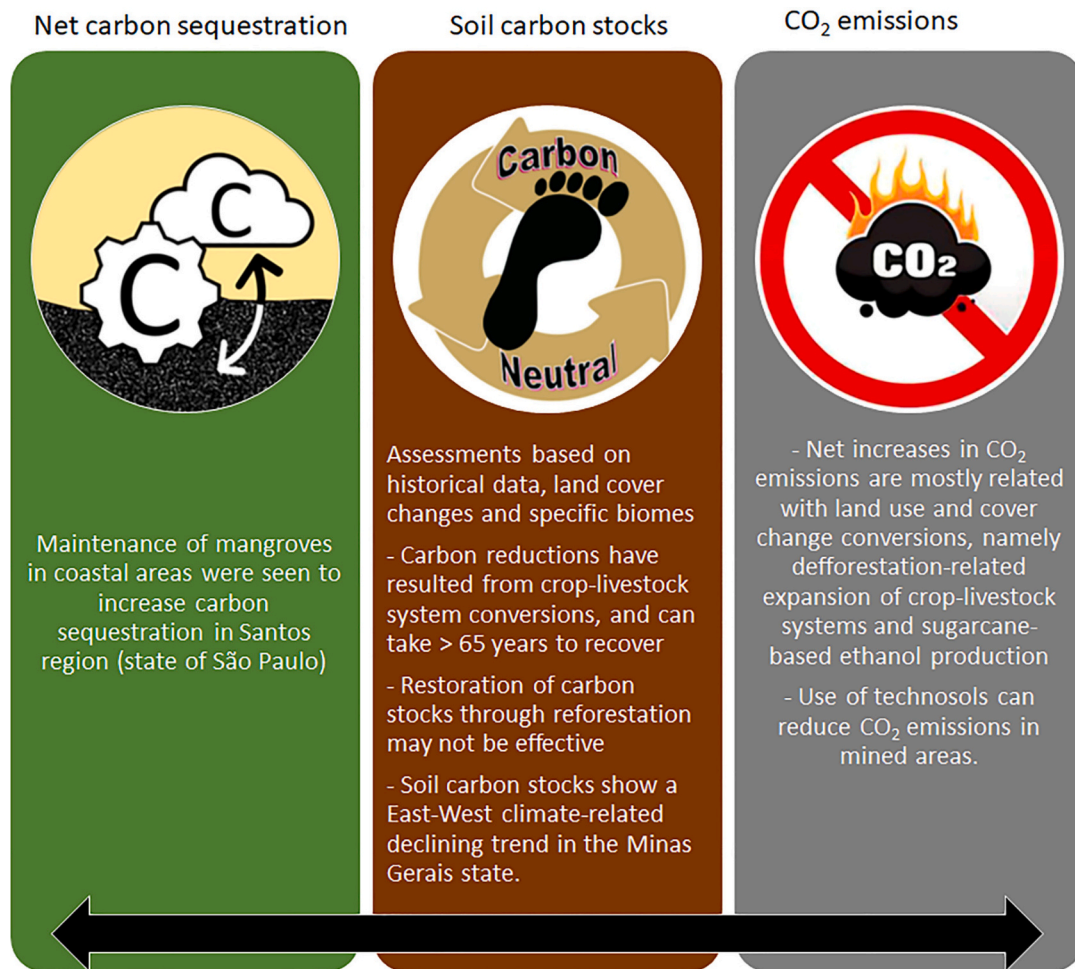 Net carbon sequestration
Soil carbon stocks
CO₂ emissions
C
C
Carbon
Neutral
CO₂
Maintenance of mangroves
in coastal areas were seen to
increase carbon
sequestration in Santos
region (state of São Paulo)
Assessments based on
historical data, land cover
changes and specific biomes
- Carbon reductions have
resulted from crop-livestock
system conversions, and can
take > 65 years to recover
- Restoration of carbon
stocks through reforestation
may not be effective
- Soil carbon stocks show a
East-West climate-related
declining trend in the Minas
Gerais state.
- Net increases in CO₂
emissions are mostly related
with land use and cover
change conversions, namely
defforestation-related
expansion of crop-livestock
systems and sugarcane-
based ethanol production
- Use of technosols can
reduce CO₂ emissions in
mined areas.